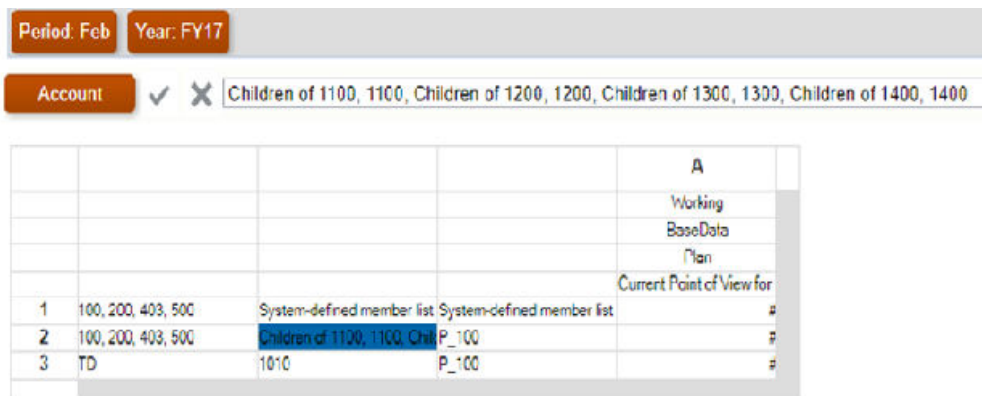 Period: Feb Year: FY17
Account Children of 1100, 1100, Children of 1200, 1200, Children of 1300, 1300, Children of 1400, 1400
A
Working
BaseData
Plan
Current Point of View for
1 100, 200, 403, 500 System-defined member list System-defined member list #
2 100, 200, 403, 500 Children of 1100, 1100, Chil P_100 #
3 TD 1010 P_100 #